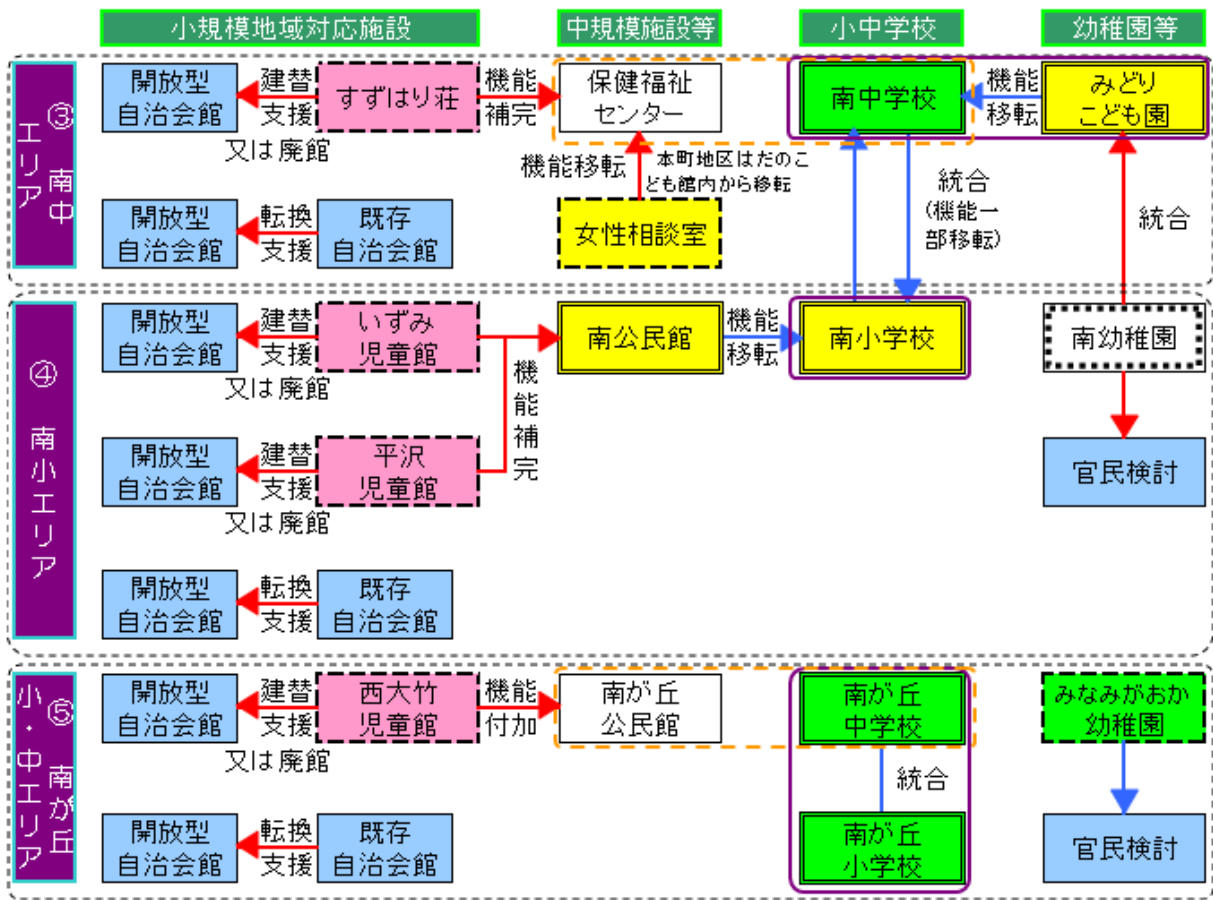 小規模地域対応施設
中規模施設等
小中学校
幼稚園等
③ 南中
エリア
開放型
自治会館
建替
支援
又は廃館
すずはり荘
機能
補完
保健福祉
センター
南中学校
機能
移転
みどり
こども園
機能移転
本町地区はだのこ
ども館内から移転
統合
(機能一
部移転)
統合
開放型
自治会館
転換
支援
既存
自治会館
女性相談室
④ 南小エリア
開放型
自治会館
建替
支援
又は廃館
いずみ
児童館
機能補完
南公民館
機能
移転
南小学校
南幼稚園
開放型
自治会館
建替
支援
又は廃館
平沢
児童館
官民検討
開放型
自治会館
転換
支援
既存
自治会館
⑤ 南が丘
小・中エリア
開放型
自治会館
建替
支援
又は廃館
西大竹
児童館
機能
付加
南が丘
公民館
南が丘
中学校
みなみがおか
幼稚園
統合
開放型
自治会館
転換
支援
既存
自治会館
南が丘
小学校
官民検討